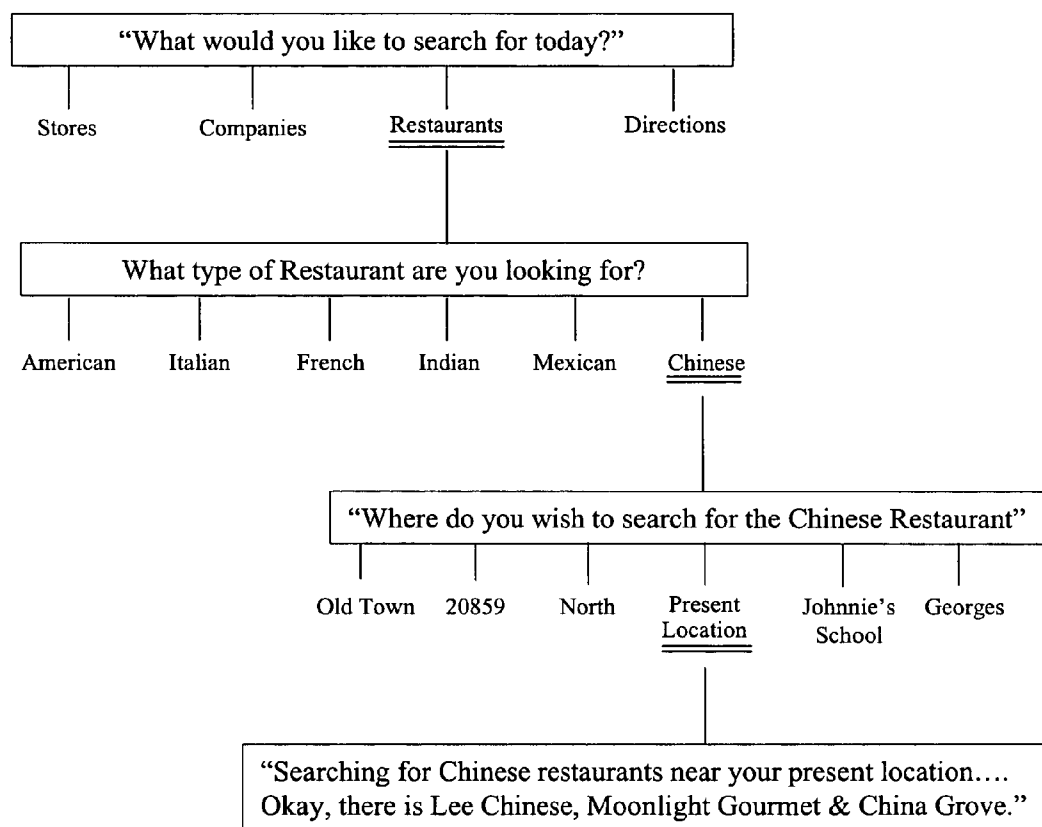 “What would you like to search for today?”
Stores Companies Restaurants Directions
What type of Restaurant are you looking for?
American Italian French Indian Mexican Chinese
“Where do you wish to search for the Chinese Restaurant”
Old Town 20859 North Present Location Johnnie’s School Georges
“Searching for Chinese restaurants near your present location....
Okay, there is Lee Chinese, Moonlight Gourmet & China Grove.”